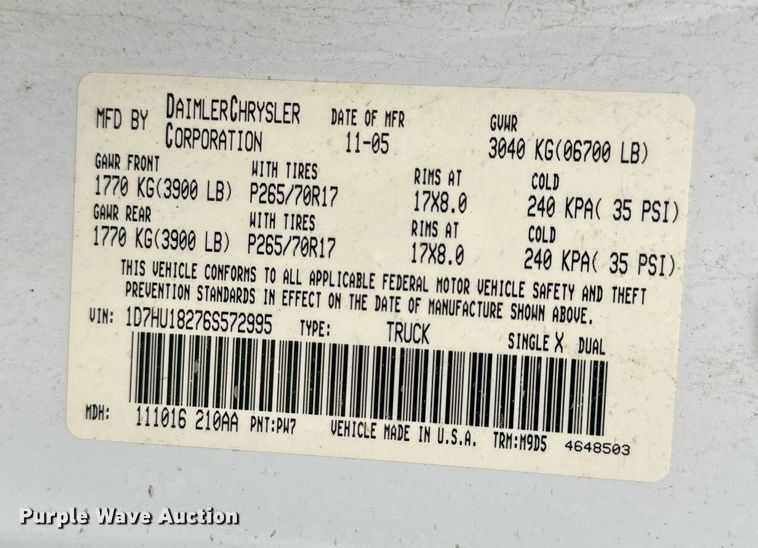 MFD BY DAIMLERCHRYSLER CORPORATION DATE OF MFR 11-05 GVWR 3040 KG(06700 LB)
GAWR FRONT WITH TIRES RIMS AT COLD
1770 KG(3900 LB) P265/70R17 17X8.0 240 KPA( 35 PSI)
GAWR REAR WITH TIRES RIMS AT COLD
1770 KG(3900 LB) P265/70R17 17X8.0 240 KPA( 35 PSI)
THIS VEHICLE CONFORMS TO ALL APPLICABLE FEDERAL MOTOR VEHICLE SAFETY AND THEFT
PREVENTION STANDARDS IN EFFECT ON THE DATE OF MANUFACTURE SHOWN ABOVE.
VIN: 1D7HU18276S572995 TYPE: TRUCK SINGLE X DUAL
MDH: 111016 210AA PNT:PW7 VEHICLE MADE IN U.S.A. TRM:M9D5 4648503
Purple Wave Auction